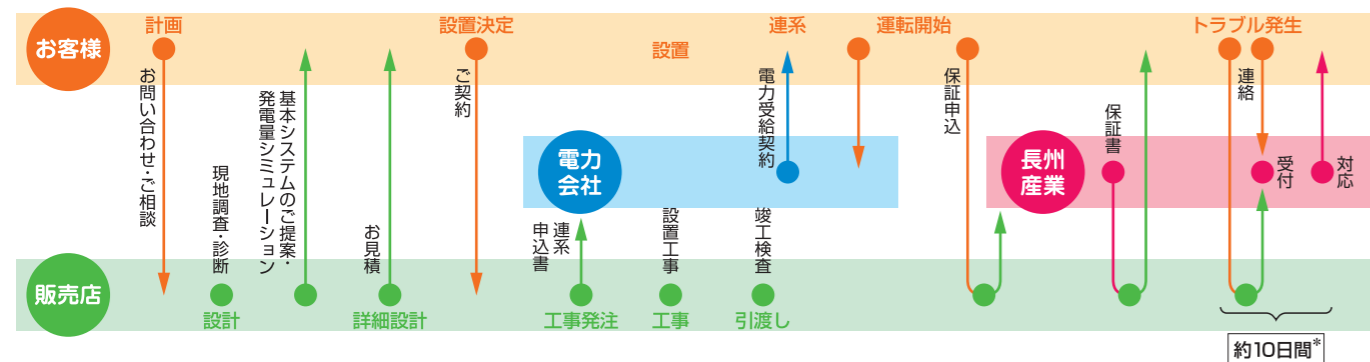 お客様
計画
お問い合わせ・ご相談
現地調査・診断
設計
基本システムのご提案・
発電量シミュレーション
お見積
詳細設計
設置決定
ご契約
電力
会社
連系
申込書
工事発注
設置
設置工事
工事
竣工検査
引渡し
連系
電力受給契約
運転開始
保証申込
長州
産業
保証書
トラブル発生
連絡
受付
対応
販売店
約10日間*